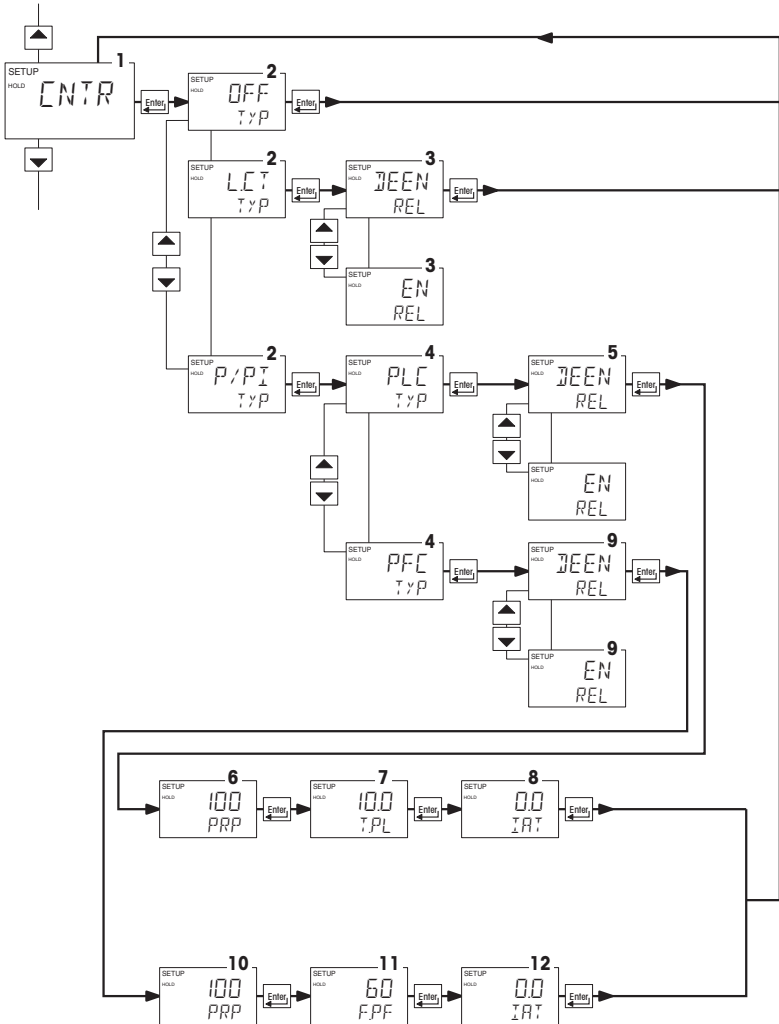 1
SETUP
HOLD
CNTR
Enter
2
SETUP
HOLD
OFF
TYP
Enter
2
SETUP
HOLD
L.CT
TYP
Enter
3
SETUP
HOLD
DEEN
REL
Enter
3
SETUP
HOLD
EN
REL
2
SETUP
HOLD
P/PI
TYP
Enter
4
SETUP
HOLD
PLC
TYP
Enter
5
SETUP
HOLD
DEEN
REL
Enter
SETUP
HOLD
EN
REL
4
SETUP
HOLD
PFC
TYP
Enter
9
SETUP
HOLD
DEEN
REL
Enter
9
SETUP
HOLD
EN
REL
6
SETUP
HOLD
100
PRP
Enter
7
SETUP
HOLD
10.0
T.PL
Enter
8
SETUP
HOLD
0.0
IAT
Enter
10
SETUP
HOLD
100
PRP
Enter
11
SETUP
HOLD
60
F.PF
Enter
12
SETUP
HOLD
0.0
IAT
Enter